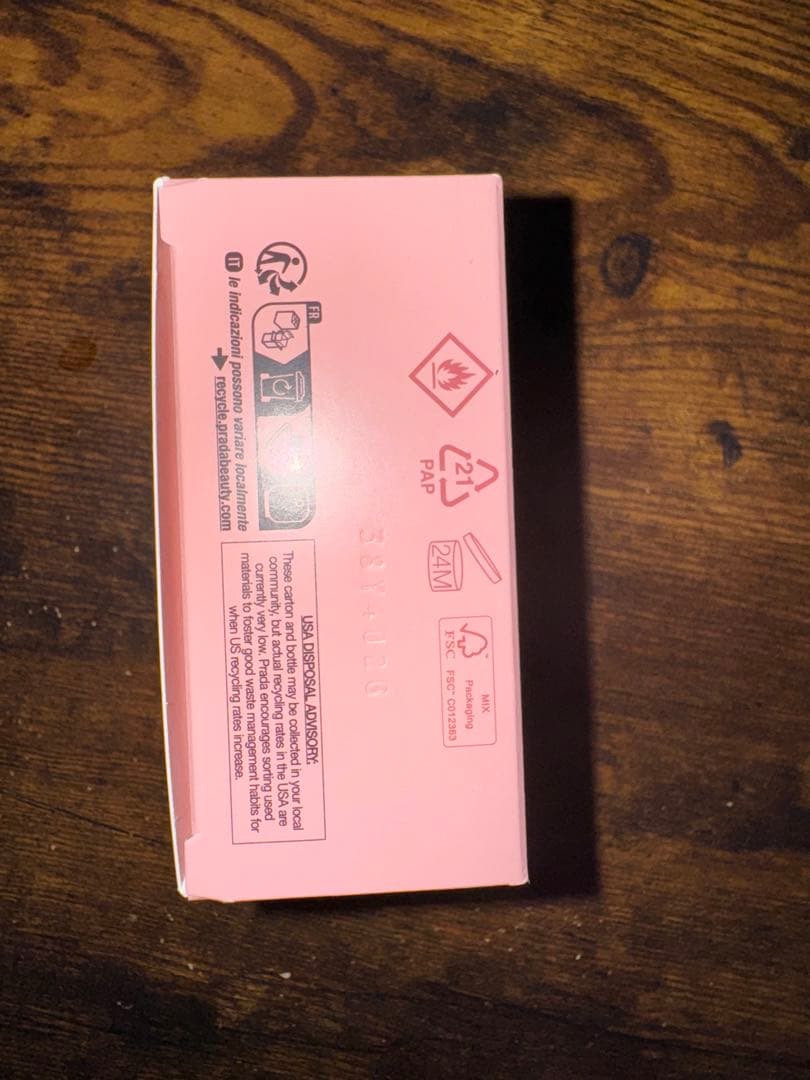 21
PAP
24M
FSC
MIX
Packaging
FSC™ C012363
FR
IT le indicazioni possono variare localmente
recycle.pradabeauty.com
USA DISPOSAL ADVISORY:
These carton and bottle may be collected in your local
community, but actual recycling rates in the USA are
currently very low. Prada encourages sorting used
materials to foster good waste management habits for
when US recycling rates increase.